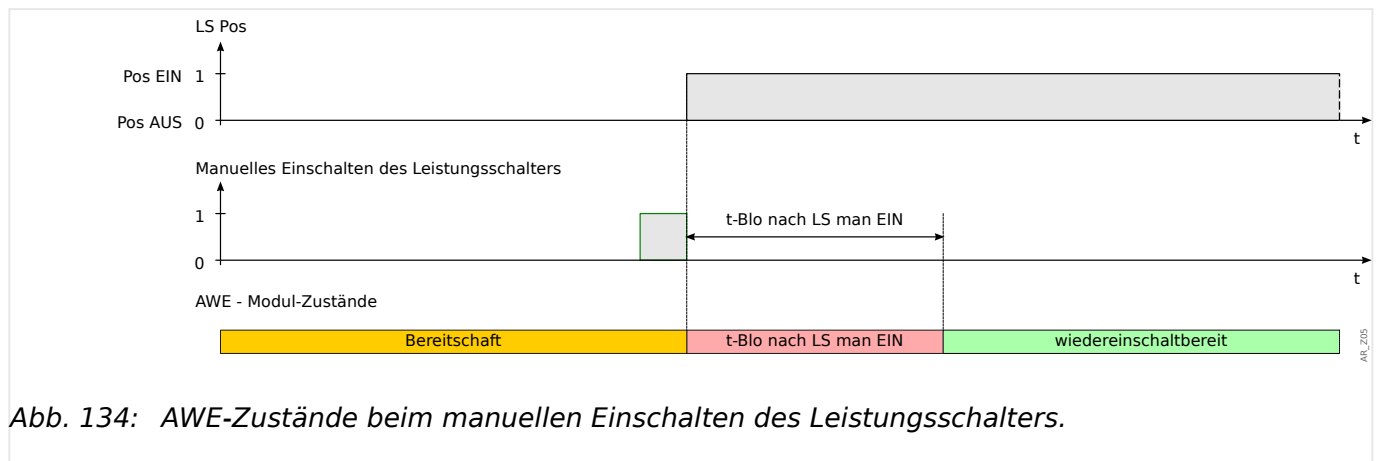 LS Pos
Pos EIN 1
Pos AUS 0
t
Manuelles Einschalten des Leistungsschalters
1
t-Blo nach LS man EIN
0
t
AWE - Modul-Zustände
Bereitschaft t-Blo nach LS man EIN wiedereinschaltbereit
AR_Z05
Abb. 134: AWE-Zustände beim manuellen Einschalten des Leistungsschalters.